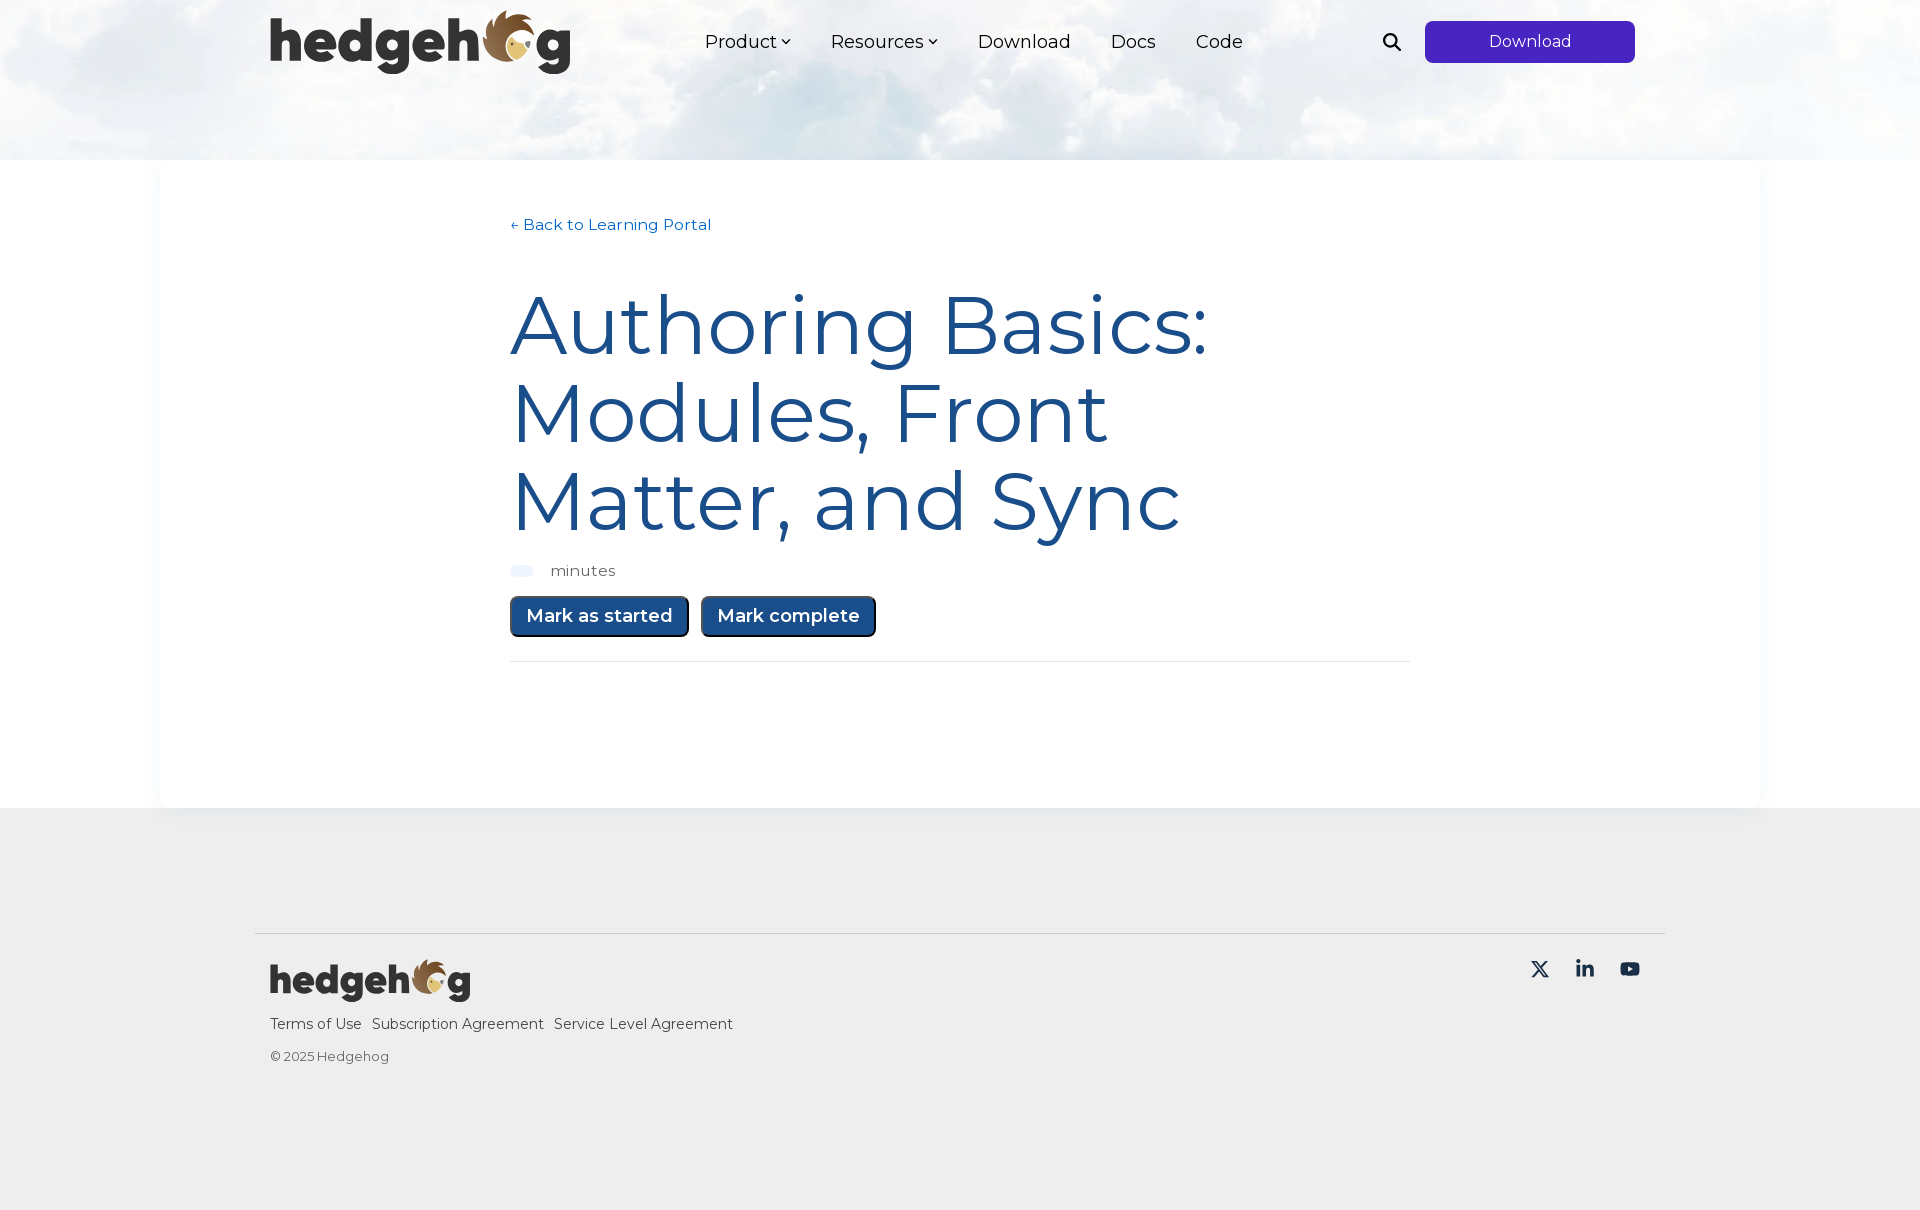 hedgehog
Product
Resources
Download
Docs
Code
Download
← Back to Learning Portal
Authoring Basics:
Modules, Front
Matter, and Sync
minutes
Mark as started
Mark complete
hedgehog
Terms of Use Subscription Agreement Service Level Agreement
© 2025 Hedgehog